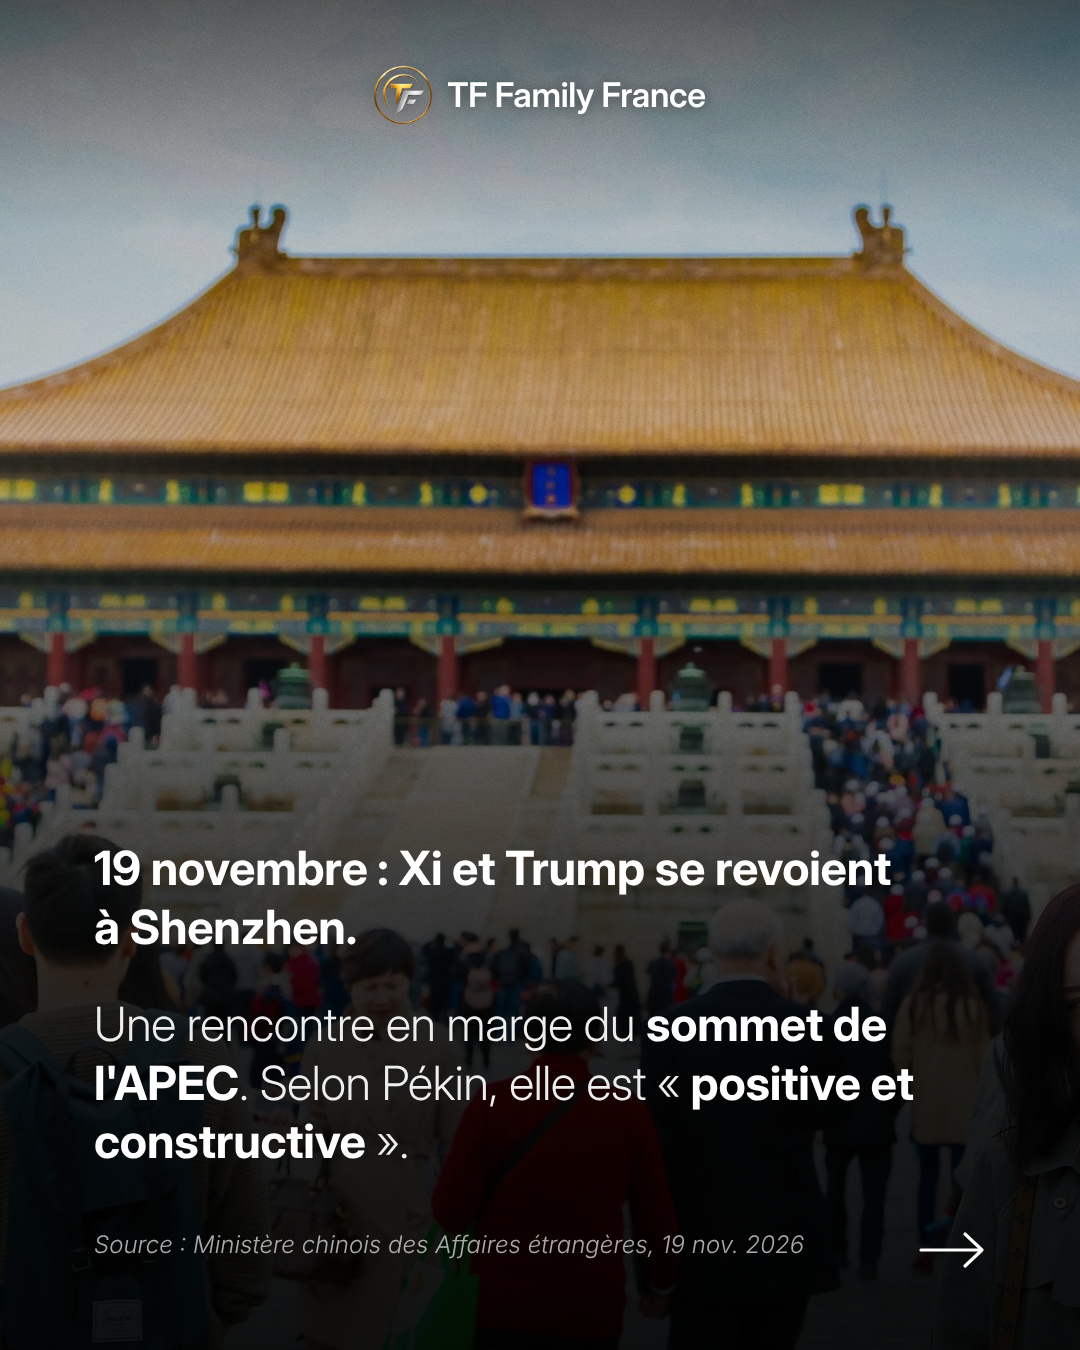 TF Family France
19 novembre : Xi et Trump se revoient
à Shenzhen.
Une rencontre en marge du sommet de
l'APEC. Selon Pékin, elle est « positive et
constructive ».
Source : Ministère chinois des Affaires étrangères, 19 nov. 2026